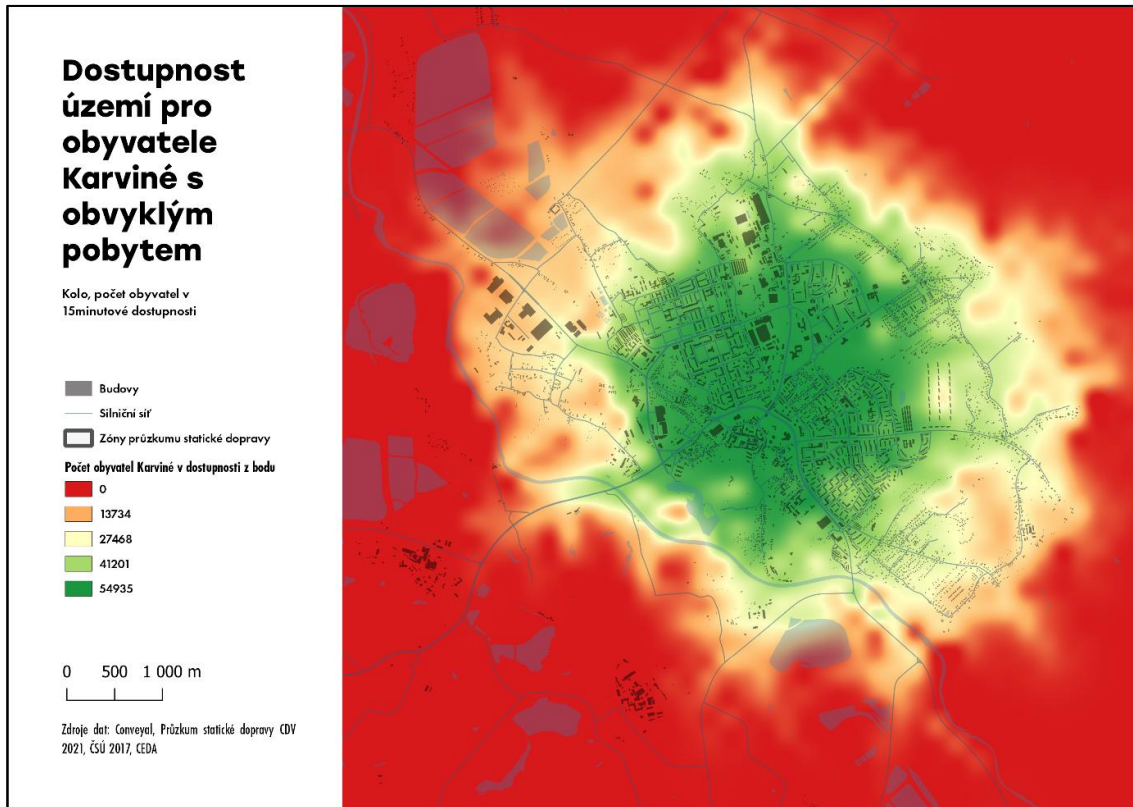 Dostupnost
území pro
obyvatele
Karviné s
obvyklým
pobytem
Kolo, počet obyvatel v
15minutové dostupnosti
Budovy
Silniční síť
Zóny průzkumu statické dopravy
Počet obyvatel Karviné v dostupnosti z bodu
0
13734
27468
41201
54935
0 500 1 000 m
Zdroje dat: Conveyal, Průzkum statické dopravy CDV
2021, ČSÚ 2017, CEDA